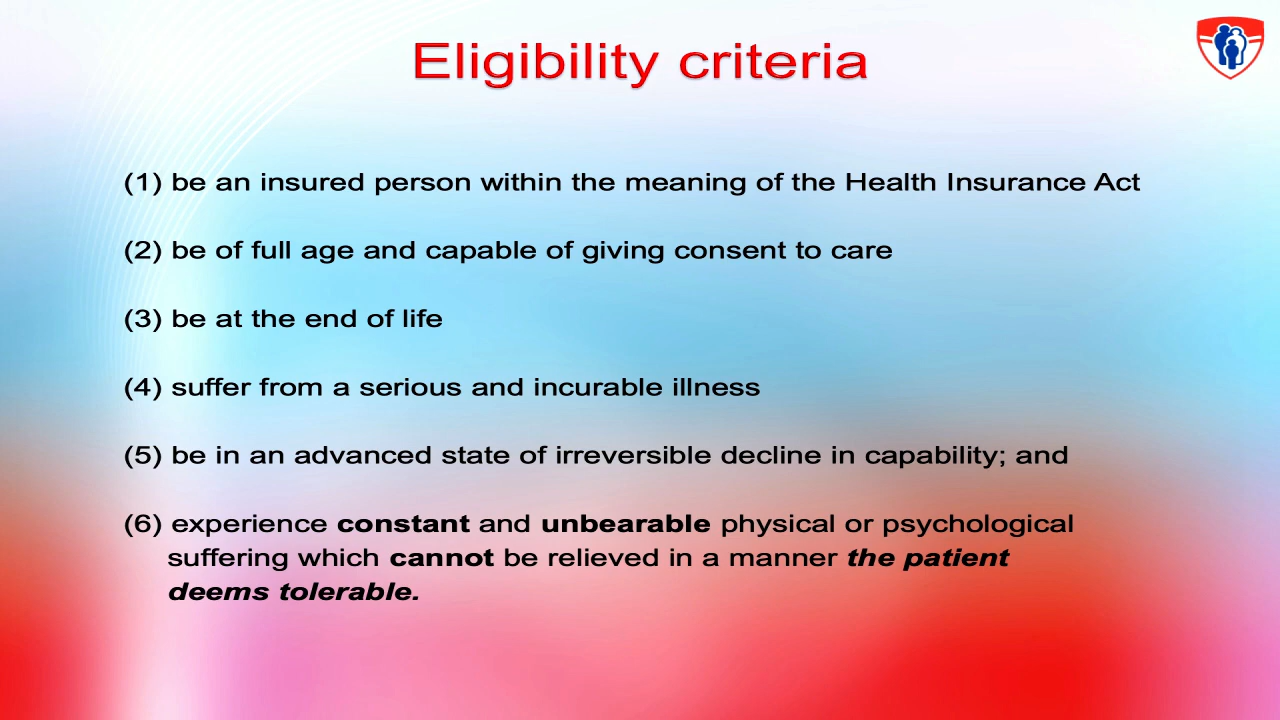 Eligibility criteria
(1) be an insured person within the meaning of the Health Insurance Act
(2) be of full age and capable of giving consent to care
(3) be at the end of life
(4) suffer from a serious and incurable illness
(5) be in an advanced state of irreversible decline in capability; and
(6) experience constant and unbearable physical or psychological
suffering which cannot be relieved in a manner the patient
deems tolerable.